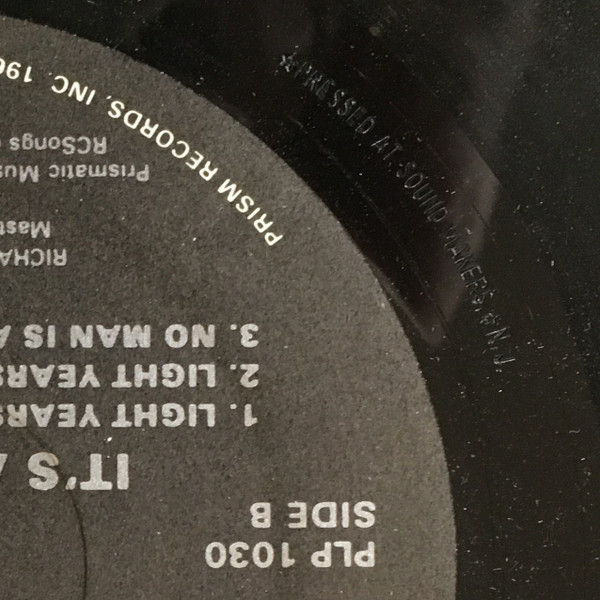 PLP 1030
SIDE B
IT'S
1. LIGHT YEARS
2. LIGHT YEARS
3. NO MAN IS A
RICHA
Mast
Prismatic Mus
RCSongs
PRISM RECORDS, INC. 198
☆PRESSED AT SOUND MAKERS N.J.